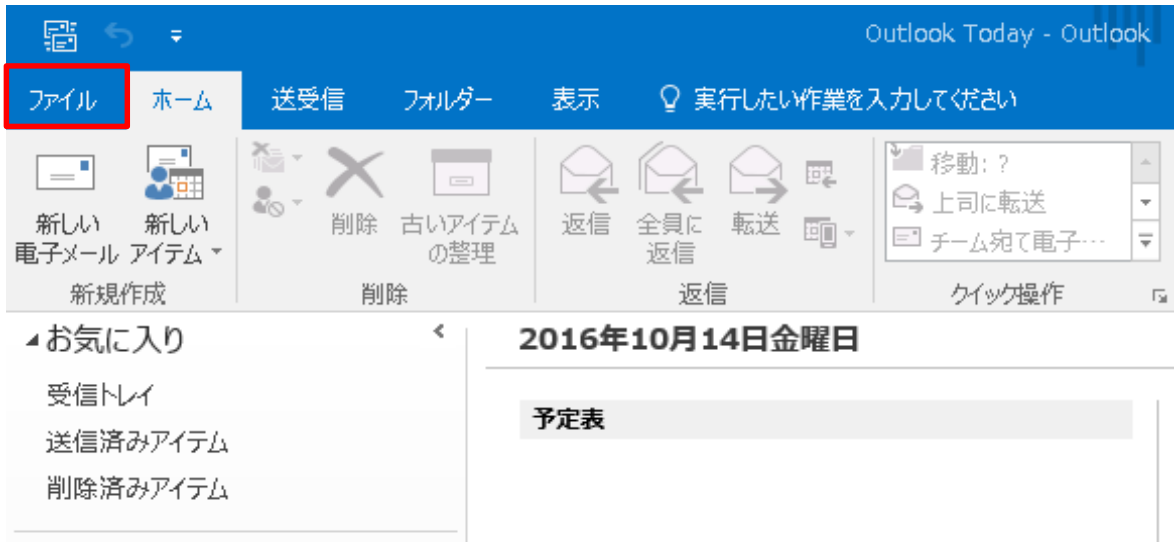 Outlook Today - Outlook
ファイル ホーム 送受信 フォルダー 表示 実行したい作業を入力してください
新しい
電子メール
新しい
アイテム
削除
古いアイテム
の整理
返信
全員に
返信
転送
移動: ?
上司に転送
チーム宛て電子…
新規作成 削除 返信 クイック操作
お気に入り
受信トレイ
送信済みアイテム
削除済みアイテム
2016年10月14日金曜日
予定表